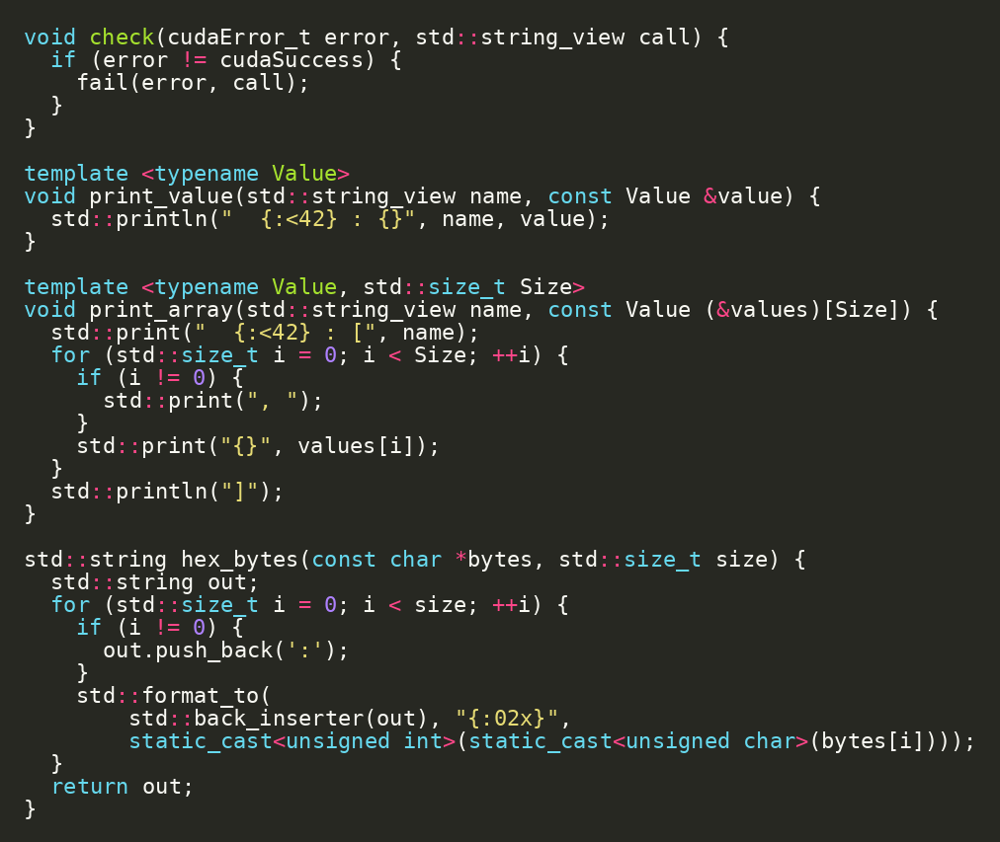 void check(cudaError_t error, std::string_view call) {
  if (error != cudaSuccess) {
    fail(error, call);
  }
}

template <typename Value>
void print_value(std::string_view name, const Value &value) {
  std::println("  {:<42} : {}", name, value);
}

template <typename Value, std::size_t Size>
void print_array(std::string_view name, const Value (&values)[Size]) {
  std::print("  {:<42} : [", name);
  for (std::size_t i = 0; i < Size; ++i) {
    if (i != 0) {
      std::print(", ");
    }
    std::print("{}", values[i]);
  }
  std::println("]");
}

std::string hex_bytes(const char *bytes, std::size_t size) {
  std::string out;
  for (std::size_t i = 0; i < size; ++i) {
    if (i != 0) {
      out.push_back(':');
    }
    std::format_to(
        std::back_inserter(out), "{:02x}",
        static_cast<unsigned int>(static_cast<unsigned char>(bytes[i])));
  }
  return out;
}